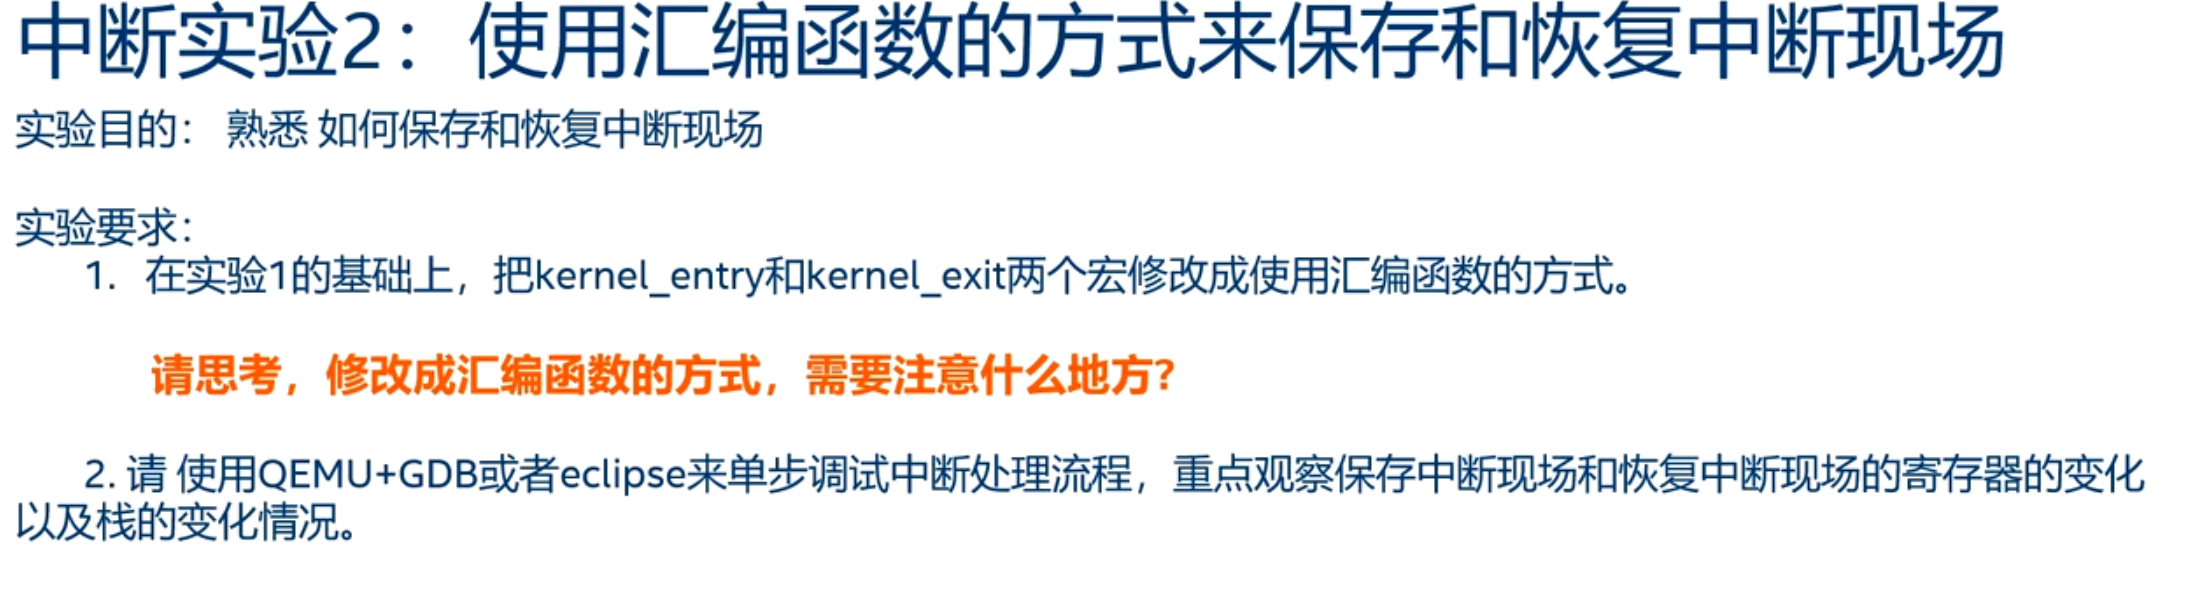 中断实验2：使用汇编函数的方式来保存和恢复中断现场
实验目的： 熟悉 如何保存和恢复中断现场
实验要求：
1. 在实验1的基础上，把kernel_entry和kernel_exit两个宏修改成使用汇编函数的方式。
请思考，修改成汇编函数的方式，需要注意什么地方?
2. 请 使用QEMU+GDB或者eclipse来单步调试中断处理流程，重点观察保存中断现场和恢复中断现场的寄存器的变化
以及栈的变化情况。